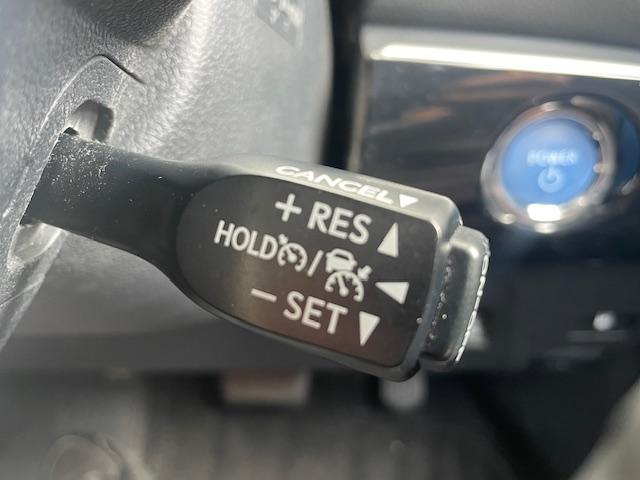 CANCEL▼
+ RES ▲
HOLD / ◀
− SET ▼
POWER